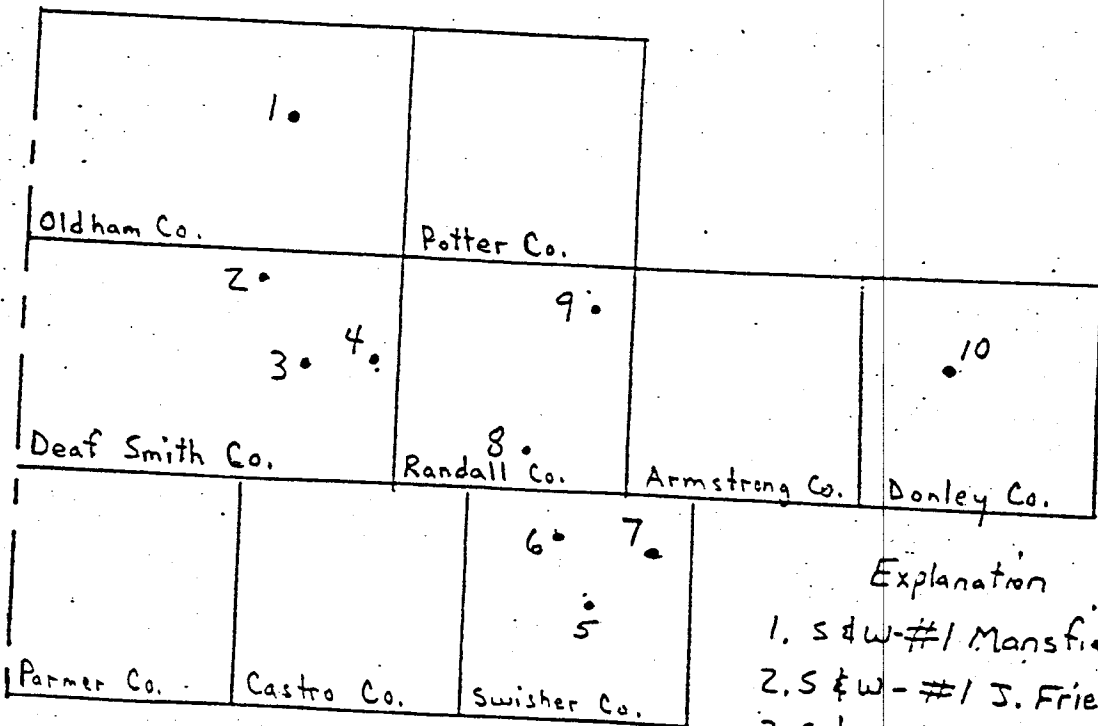 1
Oldham Co.
Potter Co.
2
9
4
3
10
Deaf Smith Co.
8
Randall Co.
Armstrong Co.
Donley Co.
6
7
5
Explanation
1. S & W - #1
2. S & W - #1 J.
Parmer Co.
Castro Co.
Swisher Co.